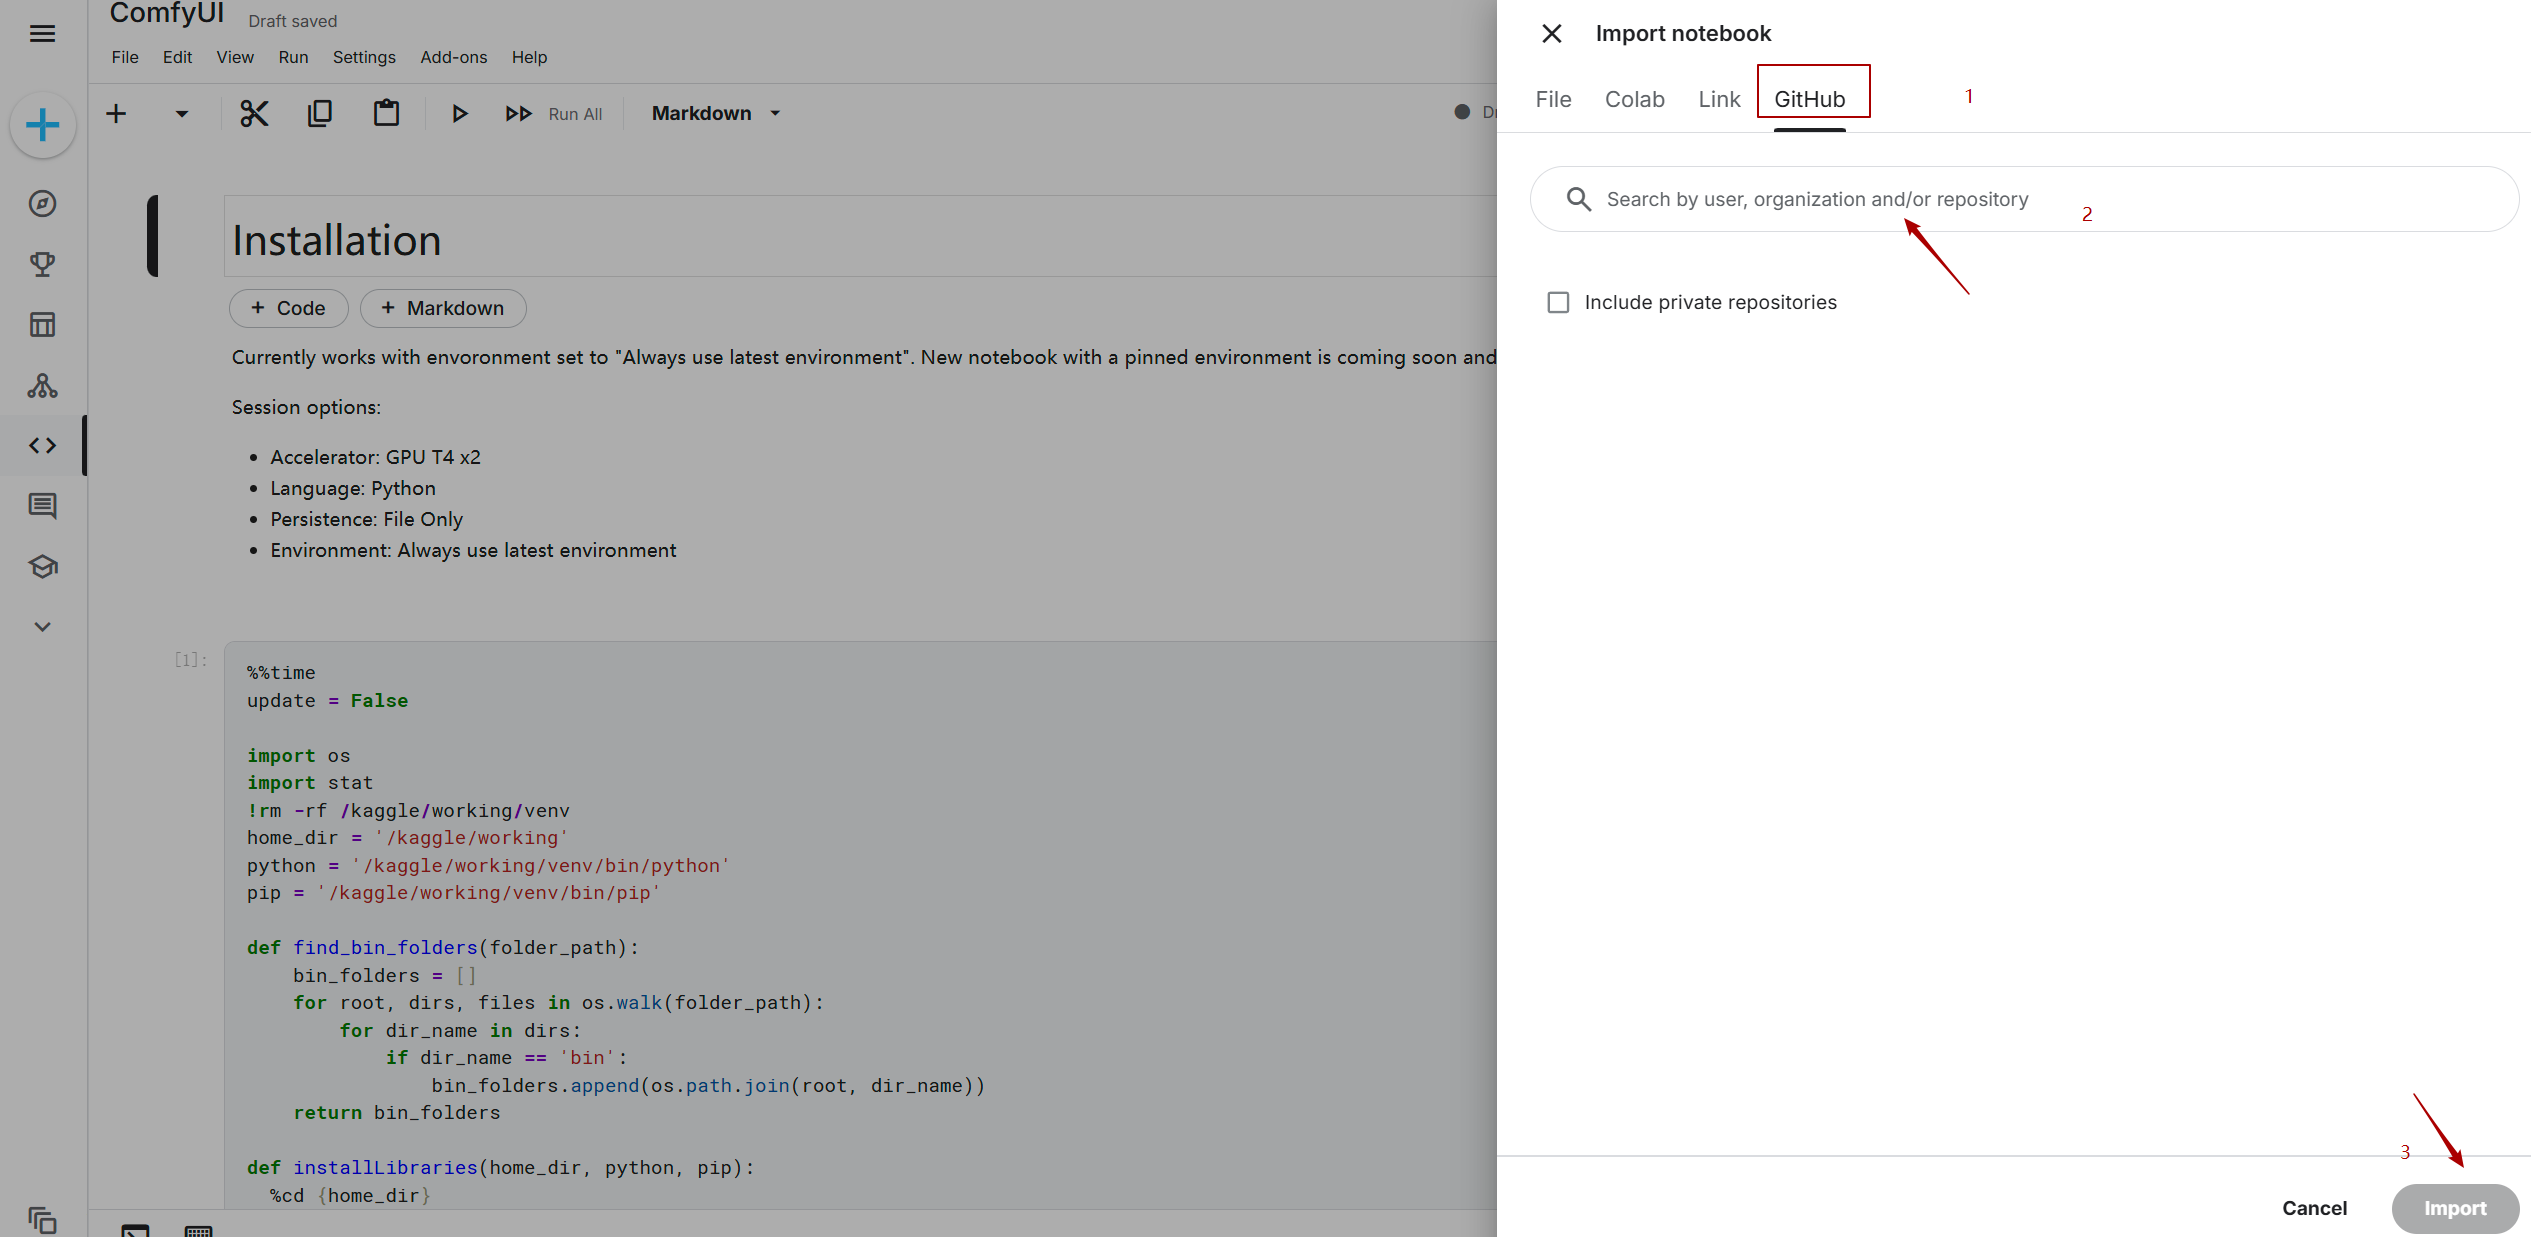 ComfyUI Draft saved
File Edit View Run Settings Add-ons Help
Run All Markdown
Installation
+ Code + Markdown
Currently works with envoronment set to "Always use latest environment". New notebook with a pinned environment is coming soon and
Session options:
Accelerator: GPU T4 x2
Language: Python
Persistence: File Only
Environment: Always use latest environment
[1]:
%%time
update = False
import os
import stat
!rm -rf /kaggle/working/venv
home_dir = '/kaggle/working'
python = '/kaggle/working/venv/bin/python'
pip = '/kaggle/working/venv/bin/pip'
def find_bin_folders(folder_path):
bin_folders = []
for root, dirs, files in os.walk(folder_path):
for dir_name in dirs:
if dir_name == 'bin':
bin_folders.append(os.path.join(root, dir_name))
return bin_folders
def installLibraries(home_dir, python, pip):
%cd {home_dir}
Import notebook
File Colab Link GitHub 1
Search by user, organization and/or repository 2
Include private repositories
3
Cancel Import